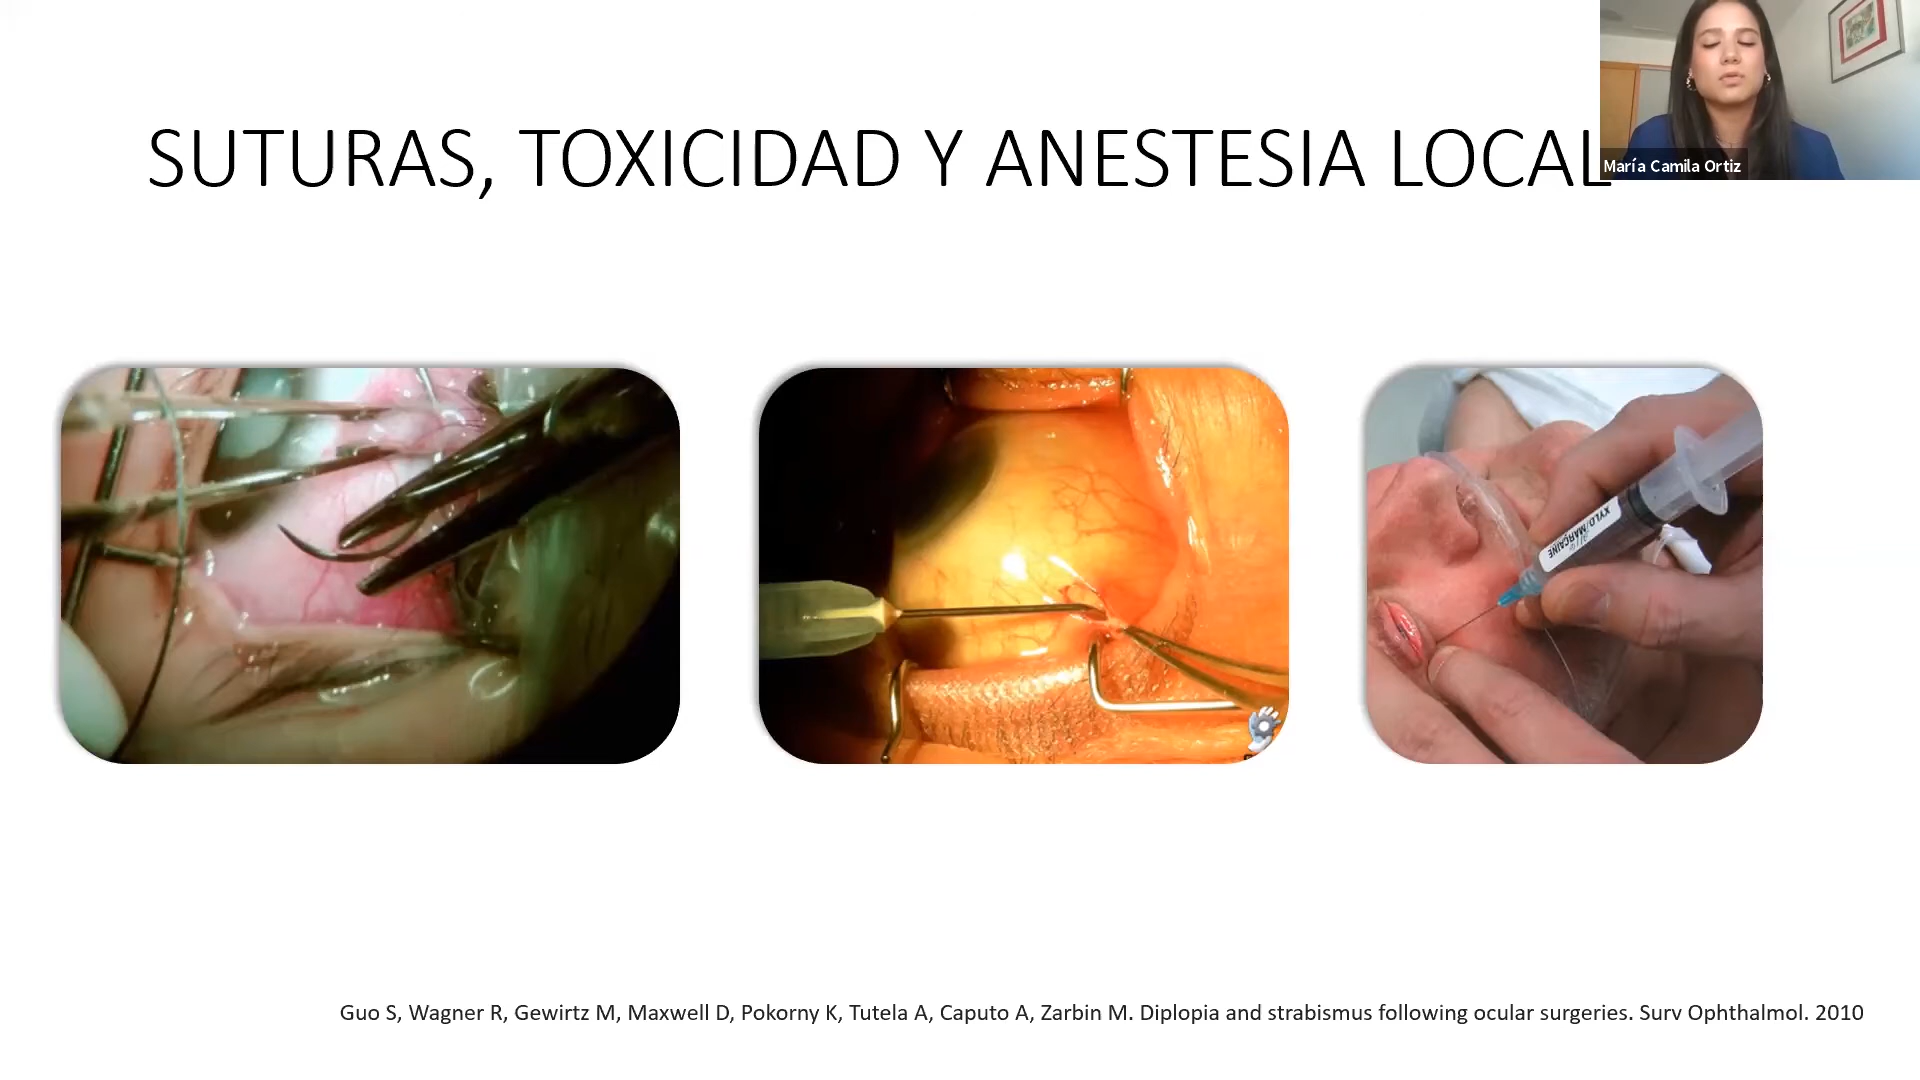 SUTURAS, TOXICIDAD Y ANESTESIA LOCAL
María Camila Ortiz
XYLO/MARCAINE
Guo S, Wagner R, Gewirtz M, Maxwell D, Pokorny K, Tutela A, Caputo A, Zarbin M. Diplopia and strabismus following ocular surgeries. Surv Ophthalmol. 2010